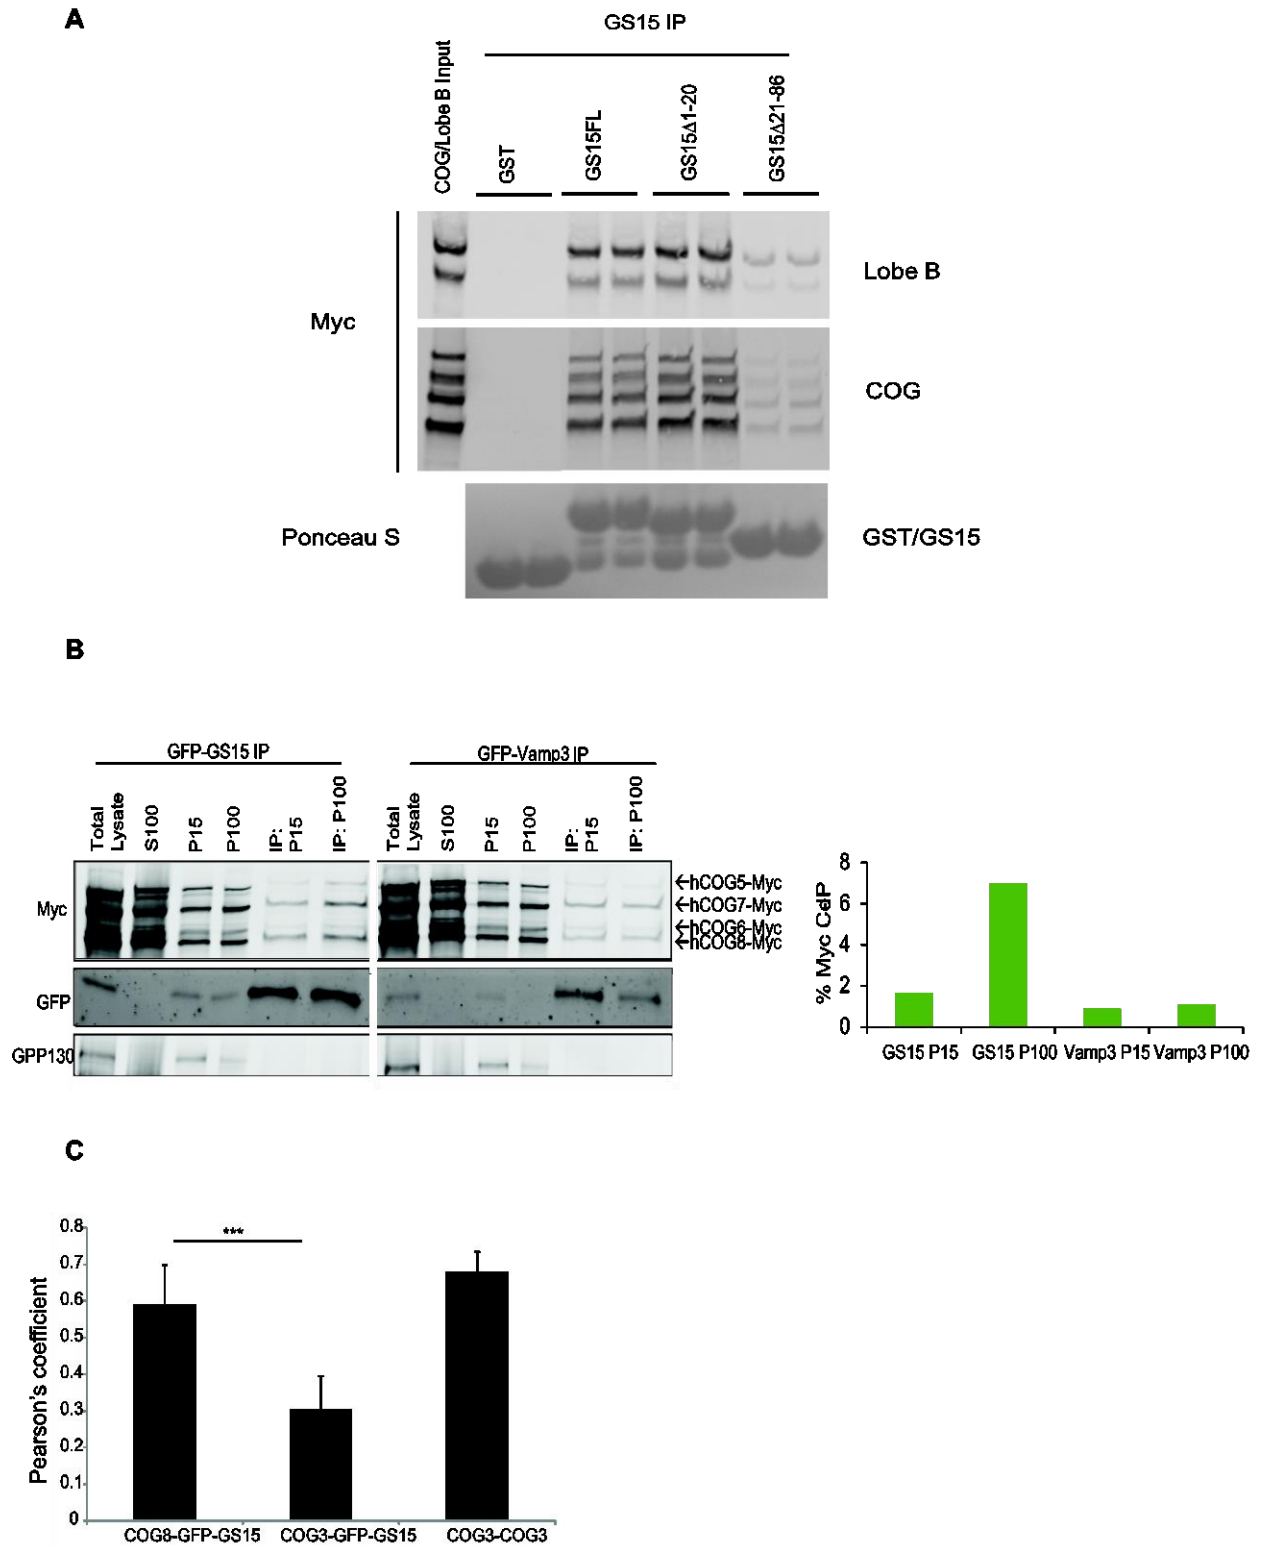 A
GS15 IP
COG/Lobe B Input
GST
GS15FL
GS15Δ1-20
GS15Δ21-86
Myc
Lobe B
COG
Ponceau S
GST/GS15
B
GFP-GS15 IP
GFP-Vamp3 IP
Total Lysate
S100
P15
P100
IP: P15
IP: P100
Total Lysate
S100
P15
P100
IP: P15
IP: P100
Myc
←hCOG5-Myc
←hCOG7-Myc
←hCOG6-Myc
←hCOG8-Myc
GFP
GPP130
% Myc CoIP
8
6
4
2
0
GS15 P15 GS15 P100 Vamp3 P15 Vamp3 P100
C
Pearson's coefficient
0.8
0.7
0.6
0.5
0.4
0.3
0.2
0.1
0
***
COG8-GFP-GS15 COG3-GFP-GS15 COG3-COG3